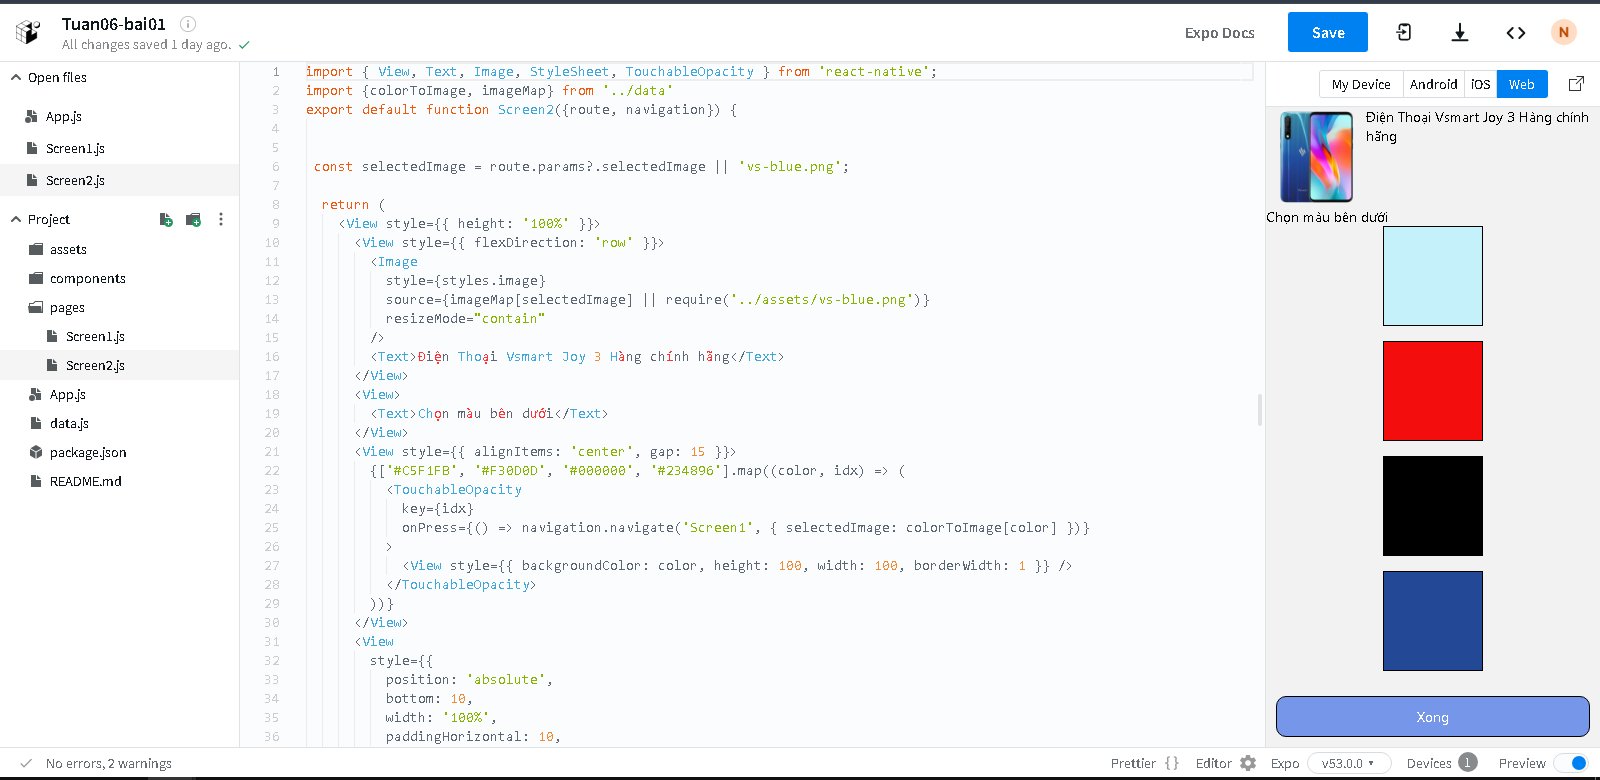 Tuan06-bai01
All changes saved 1 day ago.
Expo Docs
Save
N
Open files
App.js
Screen1.js
Screen2.js
Project
assets
components
pages
Screen1.js
Screen2.js
App.js
data.js
package.json
README.md
1 import { View, Text, Image, StyleSheet, TouchableOpacity } from 'react-native';
2 import {colorToImage, imageMap} from '../data'
3 export default function Screen2({route, navigation}) {
4
5
6 const selectedImage = route.params?.selectedImage || 'vs-blue.png';
7
8 return (
9 <View style={{ height: '100%' }}>
10 <View style={{ flexDirection: 'row' }}>
11 <Image
12 style={styles.image}
13 source={imageMap[selectedImage] || require('../assets/vs-blue.png')}
14 resizeMode="contain"
15 />
16 <Text>Điện Thoại Vsmart Joy 3 Hàng chính hãng</Text>
17 </View>
18 <View>
19 <Text>Chọn màu bên dưới</Text>
20 </View>
21 <View style={{ alignItems: 'center', gap: 15 }}>
22 {['#C5F1FB', '#F30D0D', '#000000', '#234896'].map((color, idx) => (
23 <TouchableOpacity
24 key={idx}
25 onPress={() => navigation.navigate('Screen1', { selectedImage: colorToImage[color] })}
26 >
27 <View style={{ backgroundColor: color, height: 100, width: 100, borderWidth: 1 }} />
28 </TouchableOpacity>
29 ))}
30 </View>
31 <View
32 style={{
33 position: 'absolute',
34 bottom: 10,
35 width: '100%',
36 paddingHorizontal: 10,
My Device
Android
iOS
Web
Điện Thoại Vsmart Joy 3 Hàng chính
hãng
Chọn màu bên dưới
Xong
No errors, 2 warnings
Prettier { }
Editor
Expo
v53.0.0
Devices 1
Preview